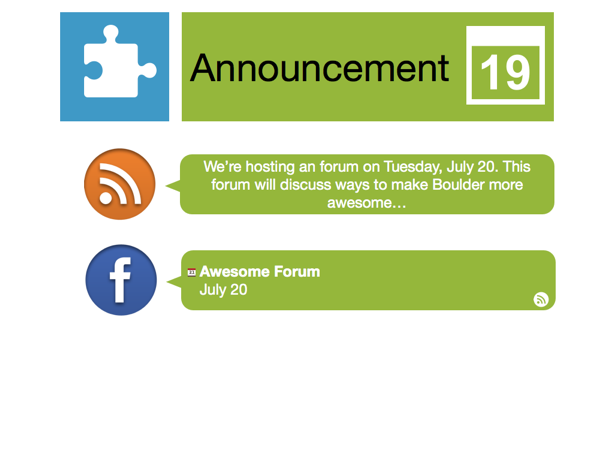 Announcement
19
We're hosting an forum on Tuesday, July 20. This
forum will discuss ways to make Boulder more
awesome…
f
Awesome Forum
July 20